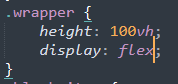 .wrapper {
height: 100vh;
display: flex;
}